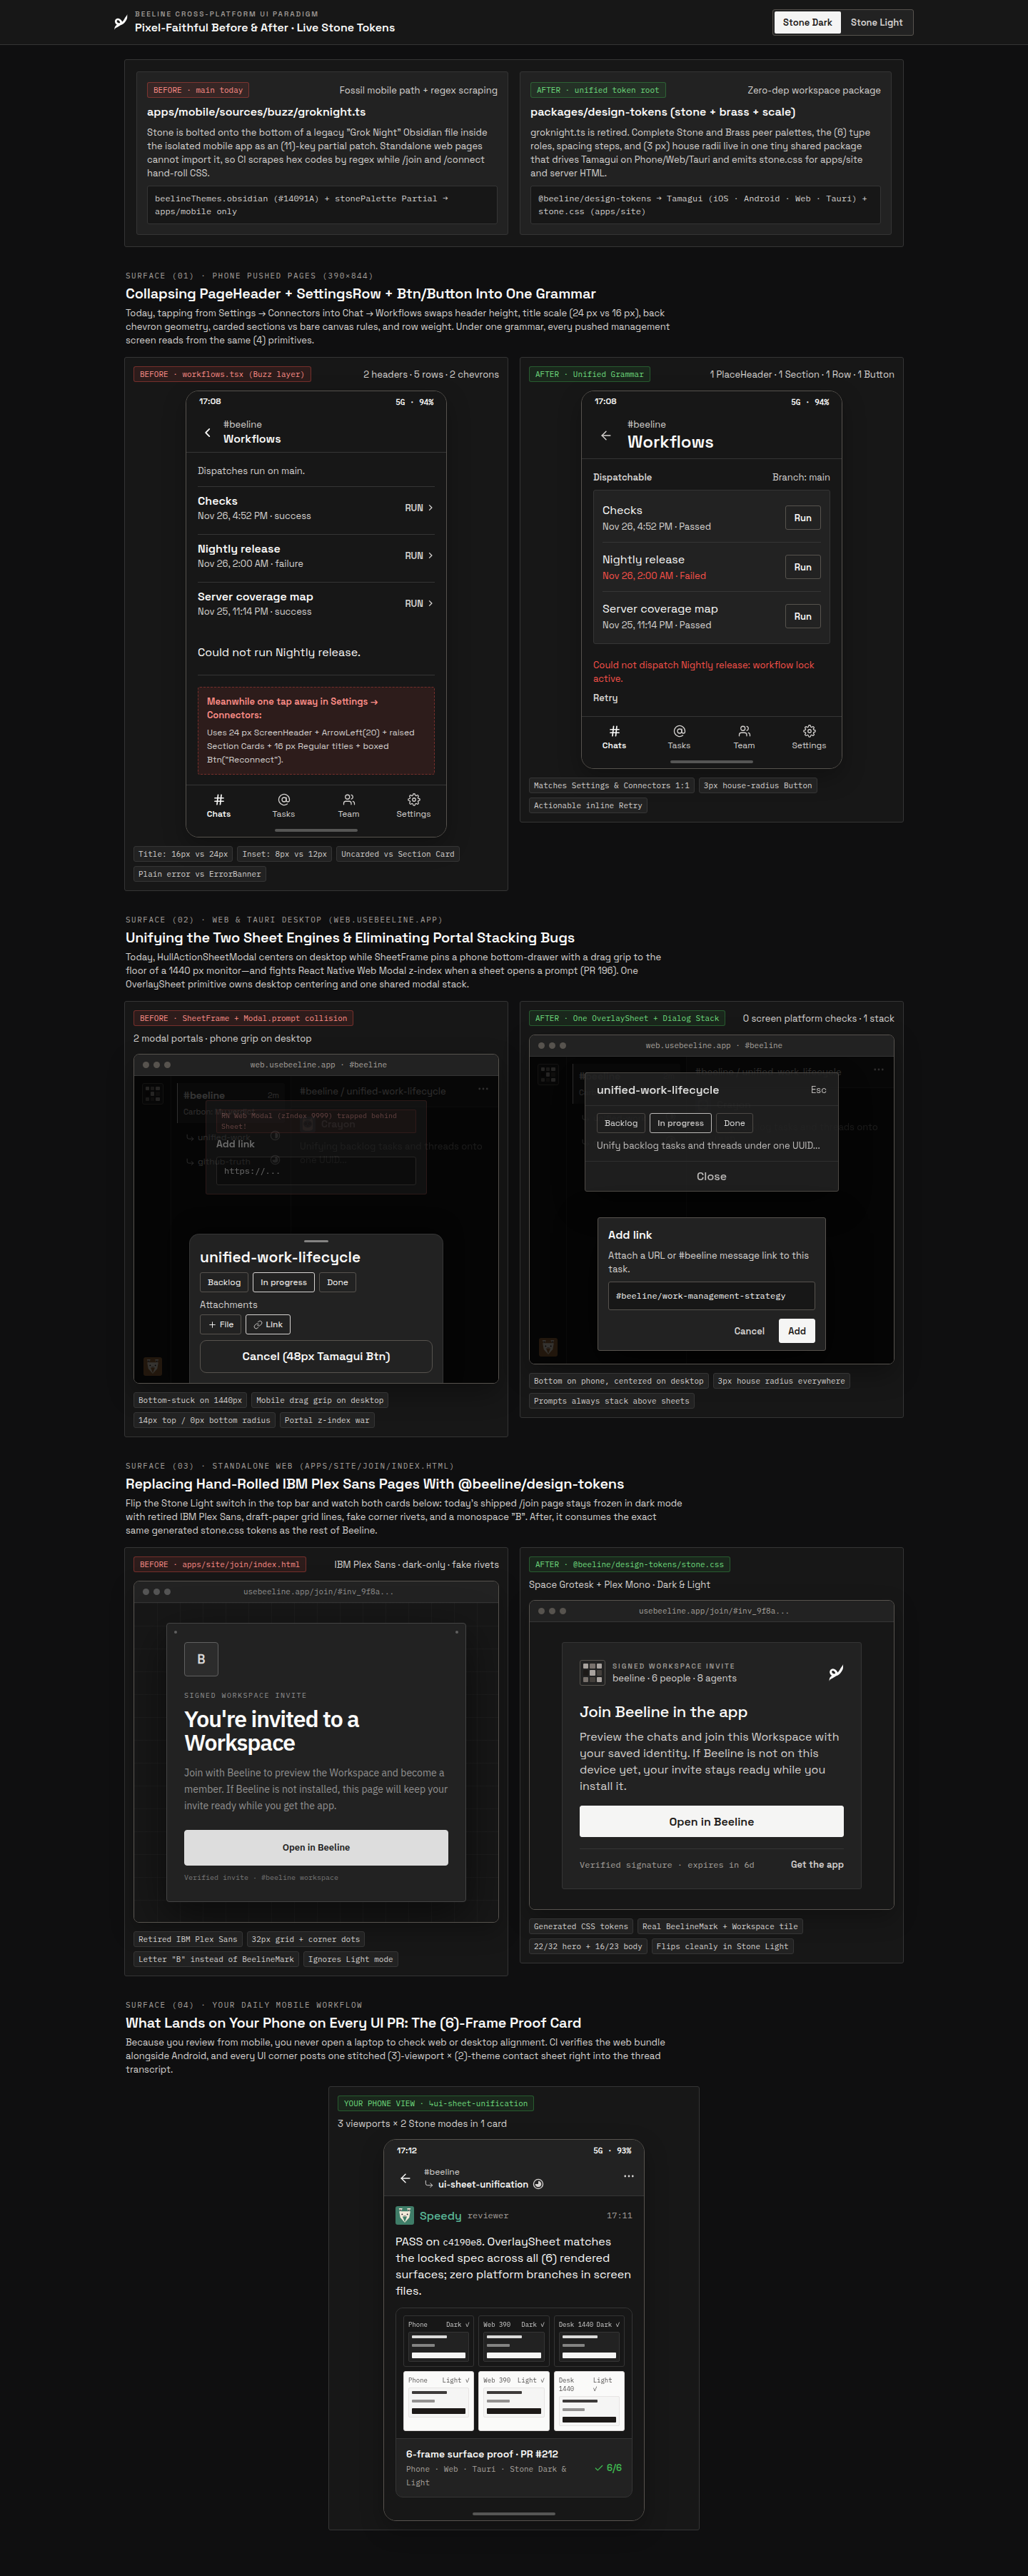 BEELINE CROSS-PLATFORM UI PARADIGM
Pixel-Faithful Before & After · Live Stone Tokens
Stone Dark
Stone Light
BEFORE · main today
Fossil mobile path + regex scraping
apps/mobile/sources/buzz/groknight.ts
Stone is bolted onto the bottom of a legacy "Grok Night" Obsidian file inside
the isolated mobile app as an (11)-key partial patch. Standalone web pages
cannot import it, so CI scrapes hex codes by regex while /join and /connect
hand-roll CSS.
beelineThemes.obsidian (#14091A) + stonePalette Partial →
apps/mobile only
AFTER · unified token root
Zero-dep workspace package
packages/design-tokens (stone + brass + scale)
groknight.ts is retired. Complete Stone and Brass peer palettes, the (6) type
roles, spacing steps, and (3 px) house radii live in one tiny shared package
that drives Tamagui on Phone/Web/Tauri and emits stone.css for apps/site
and server HTML.
@beeline/design-tokens → Tamagui (iOS · Android · Web · Tauri) +
stone.css (apps/site)
SURFACE (01) · PHONE PUSHED PAGES (390×844)
Collapsing PageHeader + SettingsRow + Btn/Button Into One Grammar
Today, tapping from Settings → Connectors into Chat → Workflows swaps header height, title scale (24 px vs 16 px), back
chevron geometry, carded sections vs bare canvas rules, and row weight. Under one grammar, every pushed management
screen reads from the same (4) primitives.
BEFORE · workflows.tsx (Buzz layer)
2 headers · 5 rows · 2 chevrons
17:08
5G · 94%
#beeline
Workflows
Dispatches run on main.
Checks
Nov 26, 4:52 PM · success
RUN
Nightly release
Nov 26, 2:00 AM · failure
RUN
Server coverage map
Nov 25, 11:14 PM · success
RUN
Could not run Nightly release.
Meanwhile one tap away in Settings →
Connectors:
Uses 24 px ScreenHeader + ArrowLeft(20) + raised
Section Cards + 16 px Regular titles + boxed
Btn("Reconnect").
Chats
Tasks
Team
Settings
Title: 16px vs 24px
Inset: 8px vs 12px
Uncarded vs Section Card
Plain error vs ErrorBanner
AFTER · Unified Grammar
1 PlaceHeader · 1 Section · 1 Row · 1 Button
17:08
5G · 94%
#beeline
Workflows
Dispatchable
Branch: main
Checks
Nov 26, 4:52 PM · Passed
Run
Nightly release
Nov 26, 2:00 AM · Failed
Run
Server coverage map
Nov 25, 11:14 PM · Passed
Run
Could not dispatch Nightly release: workflow lock
active.
Retry
Chats
Tasks
Team
Settings
Matches Settings & Connectors 1:1
3px house-radius Button
Actionable inline Retry
SURFACE (02) · WEB & TAURI DESKTOP (WEB.USEBEELINE.APP)
Unifying the Two Sheet Engines & Eliminating Portal Stacking Bugs
Today, HullActionSheetModal centers on desktop while SheetFrame pins a phone bottom-drawer with a drag grip to the
floor of a 1440 px monitor—and fights React Native Web Modal z-index when a sheet opens a prompt (PR 196). One
OverlaySheet primitive owns desktop centering and one shared modal stack.
BEFORE · SheetFrame + Modal.prompt collision
2 modal portals · phone grip on desktop
web.usebeeline.app · #beeline
#beeline
2m
#beeline / unified-work-lifecycle
RN Web Modal (zIndex 9999) trapped behind
Sheet!
Add link
https://...
unified-work-lifecycle
Backlog
In progress
Done
Attachments
+ File
Link
Cancel (48px Tamagui Btn)
Bottom-stuck on 1440px
Mobile drag grip on desktop
14px top / 0px bottom radius
Portal z-index war
AFTER · One OverlaySheet + Dialog Stack
0 screen platform checks · 1 stack
web.usebeeline.app · #beeline
unified-work-lifecycle
Esc
Backlog
In progress
Done
Unify backlog tasks and threads under one UUID...
Close
Add link
Attach a URL or #beeline message link to this
task.
#beeline/work-management-strategy
Cancel
Add
Bottom on phone, centered on desktop
3px house radius everywhere
Prompts always stack above sheets
SURFACE (03) · STANDALONE WEB (APPS/SITE/JOIN/INDEX.HTML)
Replacing Hand-Rolled IBM Plex Sans Pages With @beeline/design-tokens
Flip the Stone Light switch in the top bar and watch both cards below: today's shipped /join page stays frozen in dark mode
with retired IBM Plex Sans, draft-paper grid lines, fake corner rivets, and a monospace "B". After, it consumes the exact
same generated stone.css tokens as the rest of Beeline.
BEFORE · apps/site/join/index.html
IBM Plex Sans · dark-only · fake rivets
usebeeline.app/join/#inv_9f8a...
B
SIGNED WORKSPACE INVITE
You're invited to a
Workspace
Join with Beeline to preview the Workspace and become a
member. If Beeline is not installed, this page will keep your
invite ready while you get the app.
Open in Beeline
Verified invite · #beeline workspace
Retired IBM Plex Sans
32px grid + corner dots
Letter "B" instead of BeelineMark
Ignores Light mode
AFTER · @beeline/design-tokens/stone.css
Space Grotesk + Plex Mono · Dark & Light
usebeeline.app/join/#inv_9f8a...
SIGNED WORKSPACE INVITE
beeline · 6 people · 8 agents
Join Beeline in the app
Preview the chats and join this Workspace with
your saved identity. If Beeline is not on this
device yet, your invite stays ready while you
install it.
Open in Beeline
Verified signature · expires in 6d
Get the app
Generated CSS tokens
Real BeelineMark + Workspace tile
22/32 hero + 16/23 body
Flips cleanly in Stone Light
SURFACE (04) · YOUR DAILY MOBILE WORKFLOW
What Lands on Your Phone on Every UI PR: The (6)-Frame Proof Card
Because you review from mobile, you never open a laptop to check web or desktop alignment. CI verifies the web bundle
alongside Android, and every UI corner posts one stitched (3)-viewport × (2)-theme contact sheet right into the thread
transcript.
YOUR PHONE VIEW · ↳ui-sheet-unification
3 viewports × 2 Stone modes in 1 card
17:12
5G · 93%
#beeline
ui-sheet-unification
Speedy reviewer
17:11
PASS on c4190e8. OverlaySheet matches
the locked spec across all (6) rendered
surfaces; zero platform branches in screen
files.
Phone
Dark √
Web 390
Dark √
Desk 1440
Dark √
Phone
Light √
Web 390
Light √
Desk
1440
Light
√
6-frame surface proof · PR #212
Phone · Web · Tauri · Stone Dark &
Light
6/6